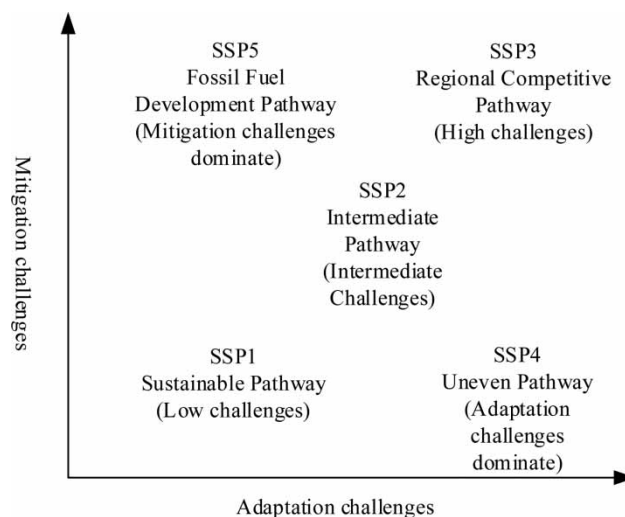 SSP5
Fossil Fuel
Development Pathway
(Mitigation challenges
dominate)
SSP3
Regional Competitive
Pathway
(High challenges)
SSP2
Intermediate
Pathway
(Intermediate
Challenges)
SSP1
Sustainable Pathway
(Low challenges)
SSP4
Uneven Pathway
(Adaptation
challenges
dominate)
Mitigation challenges
Adaptation challenges